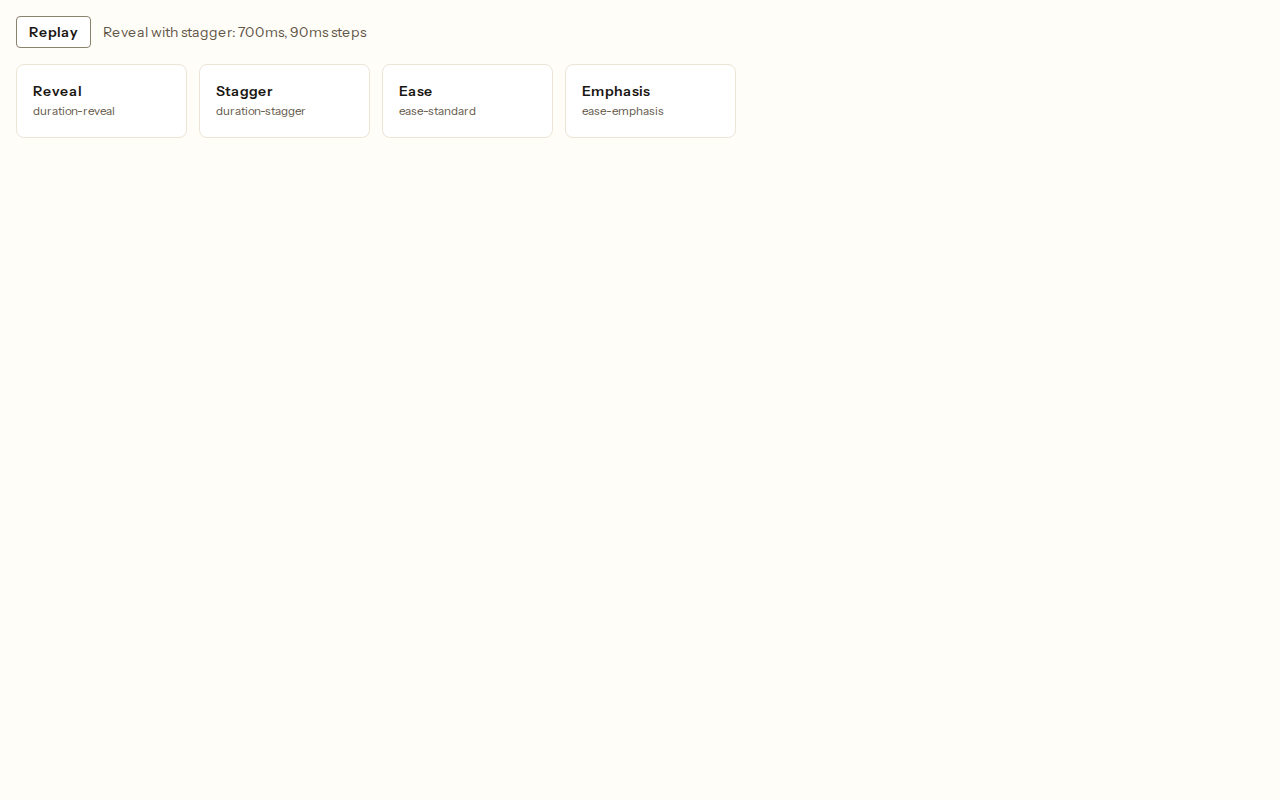 Replay
Reveal with stagger: 700ms, 90ms steps
Reveal
duration-reveal
Stagger
duration-stagger
Ease
ease-standard
Emphasis
ease-emphasis